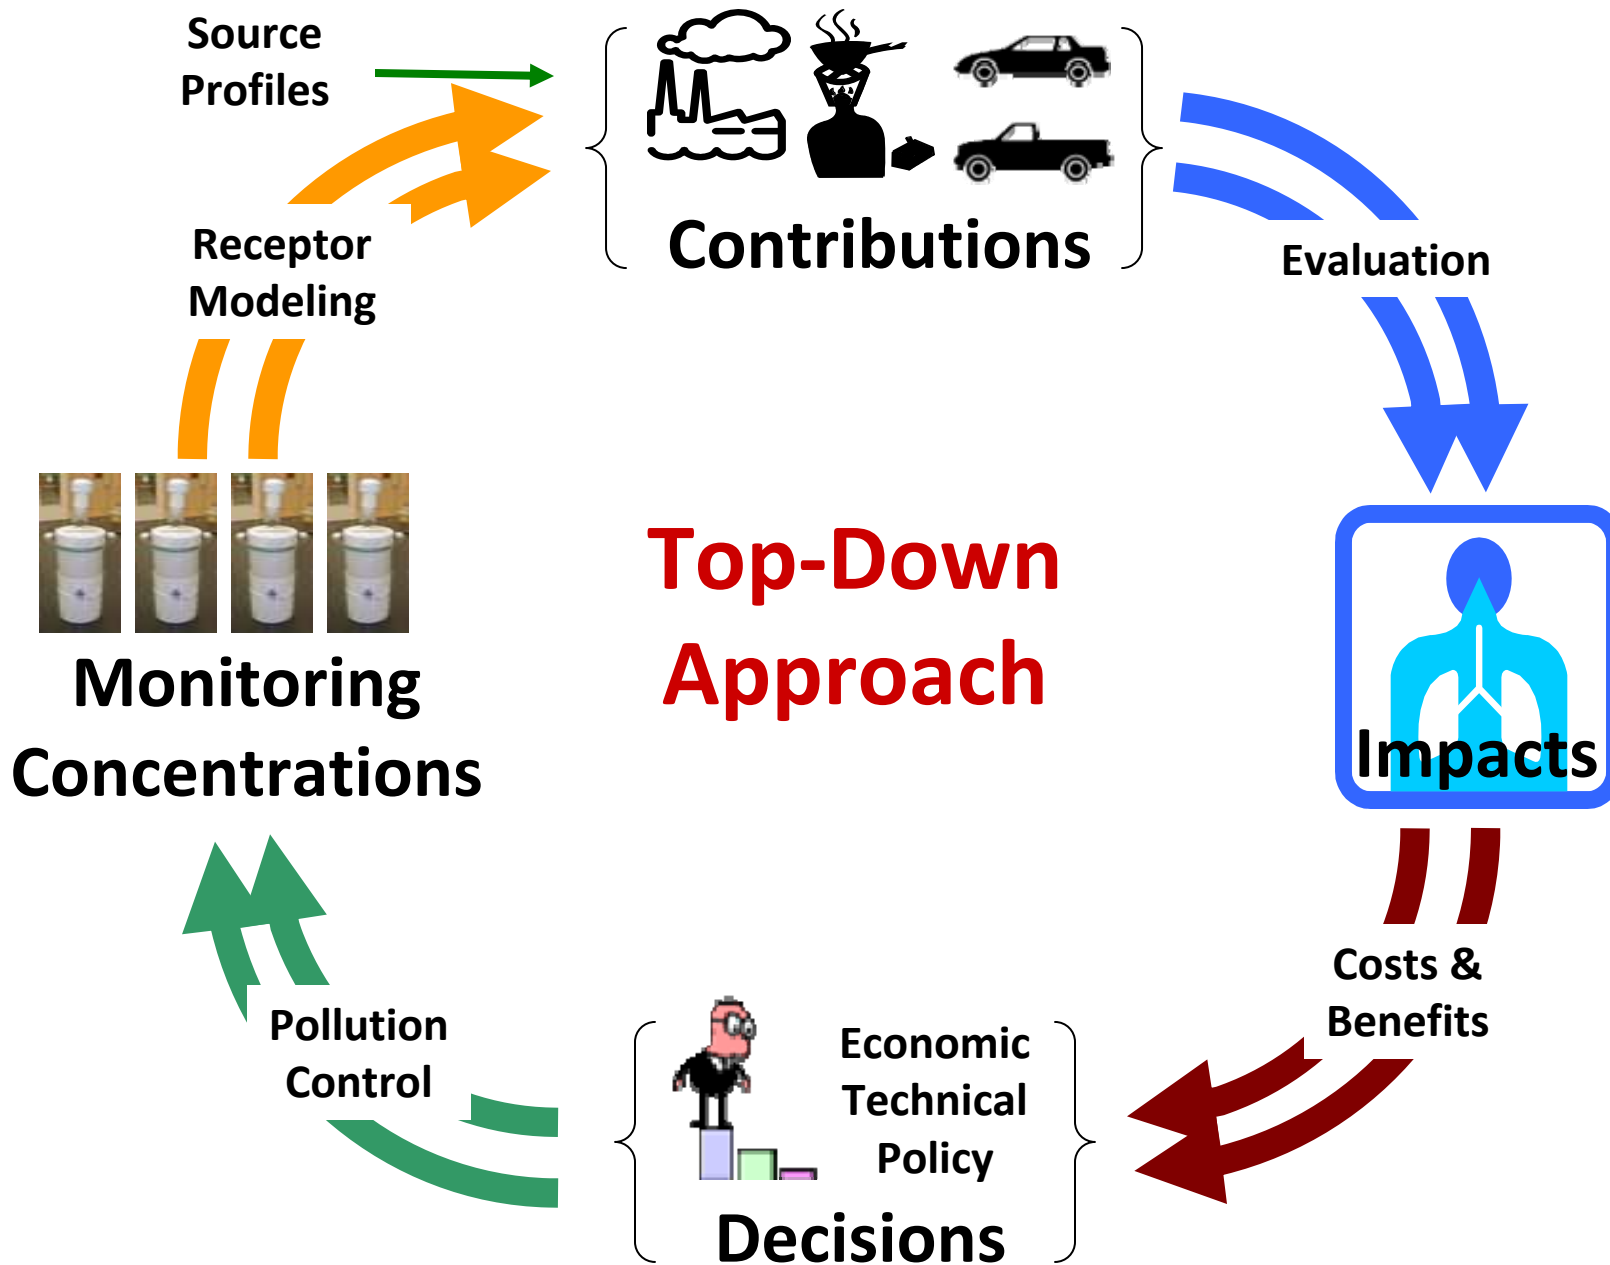 Source
Profiles
Contributions
Receptor
Modeling
Evaluation
Top-Down
Approach
Monitoring
Concentrations
Impacts
Costs &
Benefits
Pollution
Control
Economic
Technical
Policy
Decisions